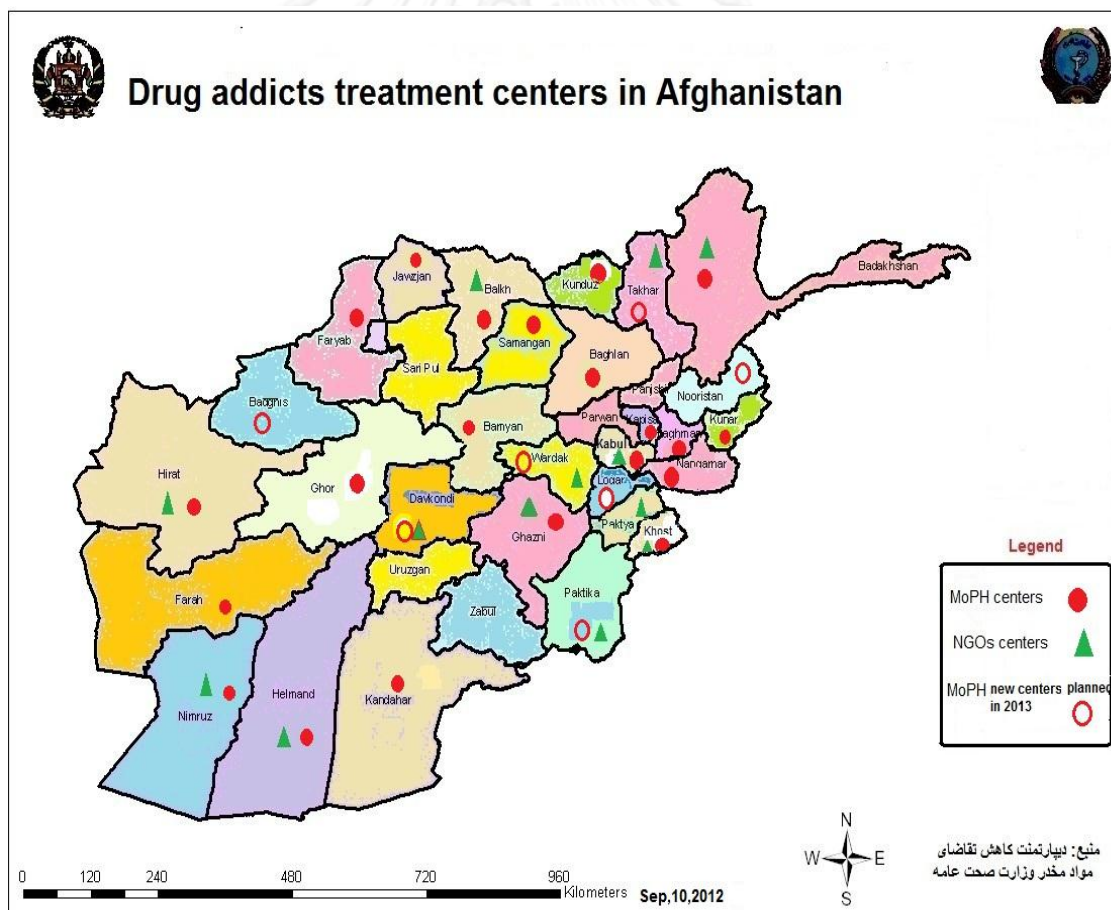 Drug addicts treatment centers in Afghanistan
Jawzjan
Balkh
Kunduz
Takhar
Badakhshan
Faryab
Sari Pul
Samangan
Baghlan
Panjshi
Nooristan
Badghis
Bamyan
Parwan
Kapisa
Kunar
aghman
Hirat
Ghor
Wardak
Kabul
Nangarhar
Davkondi
Logar
Ghazni
Paktya
Khost
Uruzgan
Farah
Zabul
Paktika
Nimruz
Helmand
Kandahar
Legend
MoPH centers
NGOs centers
MoPH new centers planned
in 2013
N
W E
S
0 120 240 480 720 960
Kilometers
Sep,10,2012
منبع: دیپارتمنت کاهش تقاضای
مواد مخدر وزارت صحت عامه